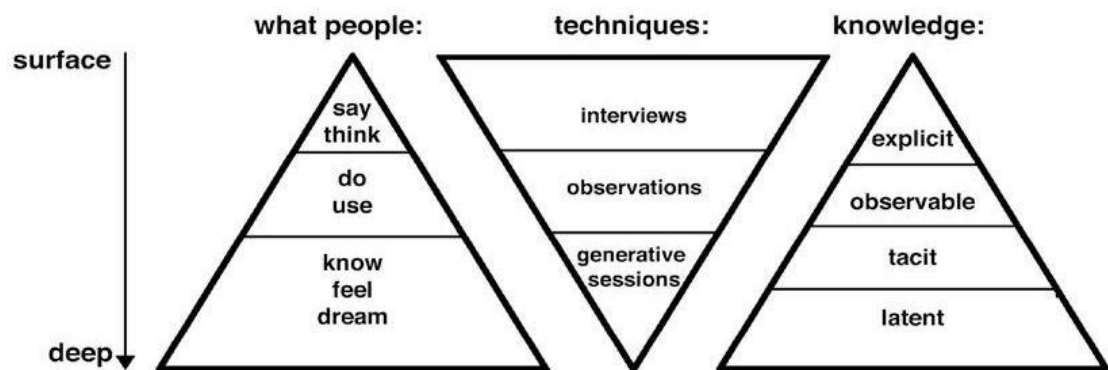 what people:
techniques:
knowledge:
surface
say
think
do
use
know
feel
dream
interviews
observations
generative
sessions
explicit
observable
tacit
latent
deep